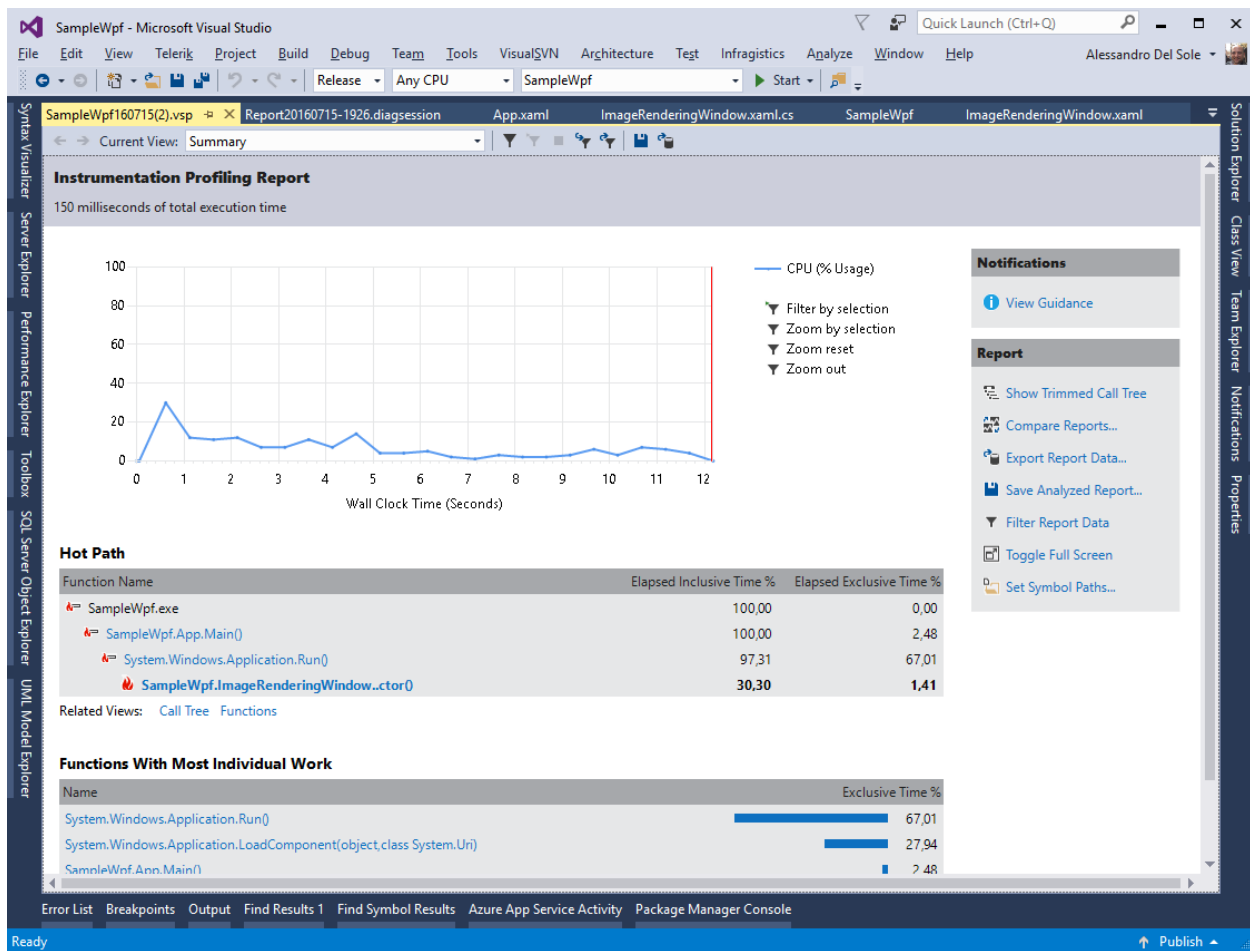 SampleWpf - Microsoft Visual Studio
Quick Launch (Ctrl+Q)
File Edit View Telerik Project Build Debug Team Tools VisualSVN Architecture Test Infragistics Analyze Window Help Alessandro Del Sole
Release Any CPU SampleWpf Start
SampleWpf160715(2).vsp Report20160715-1926.diagsession App.xaml ImageRenderingWindow.xaml.cs SampleWpf ImageRenderingWindow.xaml
Current View: Summary
Syntax Visualizer
Server Explorer
Performance Explorer
Toolbox
SQL Server Object Explorer
UML Model Explorer
Instrumentation Profiling Report
150 milliseconds of total execution time
100
80
60
40
20
0
0 1 2 3 4 5 6 7 8 9 10 11 12
Wall Clock Time (Seconds)
CPU (% Usage)
Filter by selection
Zoom by selection
Zoom reset
Zoom out
Notifications
View Guidance
Report
Show Trimmed Call Tree
Compare Reports...
Export Report Data...
Save Analyzed Report...
Filter Report Data
Toggle Full Screen
Set Symbol Paths...
Hot Path
Function Name Elapsed Inclusive Time % Elapsed Exclusive Time %
SampleWpf.exe 100,00 0,00
SampleWpf.App.Main() 100,00 2,48
System.Windows.Application.Run() 97,31 67,01
SampleWpf.ImageRenderingWindow..ctor() 30,30 1,41
Related Views: Call Tree Functions
Functions With Most Individual Work
Name Exclusive Time %
System.Windows.Application.Run() 67,01
System.Windows.Application.LoadComponent(object,class System.Uri) 27,94
SampleWpf.App.Main() 2,48
Solution Explorer
Class View
Team Explorer
Notifications
Properties
Error List Breakpoints Output Find Results 1 Find Symbol Results Azure App Service Activity Package Manager Console
Ready Publish